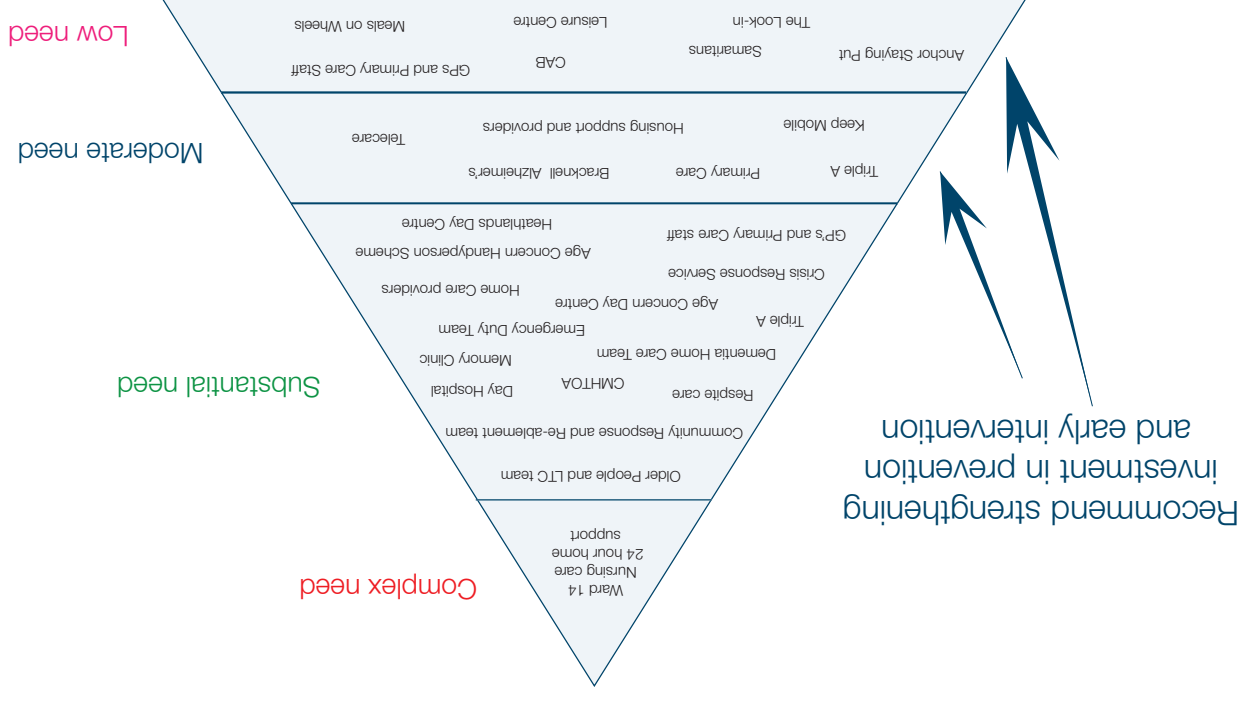 Complex need
Ward 14
Nursing care
24 hour home
support
Recommend strengthening
investment in prevention
and early intervention
Substantial need
Older People and LTC team
Community Response and Re-ablement team
Respite care
CMHTOA
Day Hospital
Dementia Home Care Team
Memory Clinic
Triple A
Emergency Duty Team
Age Concern Day Centre
Home Care providers
Crisis Response Service
Age Concern Handyperson Scheme
GP's and Primary Care staff
Heathlands Day Centre
Moderate need
Triple A
Primary Care
Bracknell Alzheimer's
Keep Mobile
Housing support and providers
Telecare
Low need
Anchor Staying Put
Samaritans
CAB
GPs and Primary Care Staff
The Look-in
Leisure Centre
Meals on Wheels